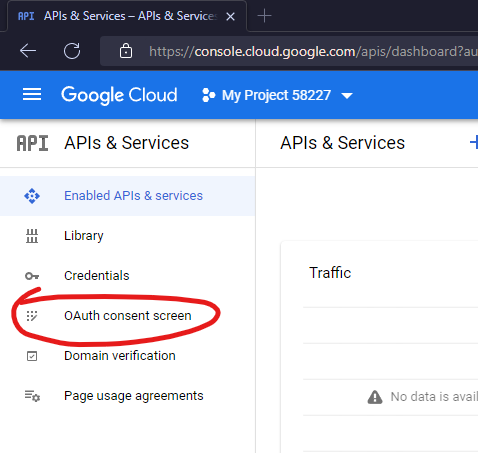 API APIs & Services – APIs & Service
https://console.cloud.google.com/apis/dashboard?au
Google Cloud My Project 58227
API APIs & Services
APIs & Services
Enabled APIs & services
Library
Credentials
OAuth consent screen
Domain verification
Page usage agreements
Traffic
No data is avail